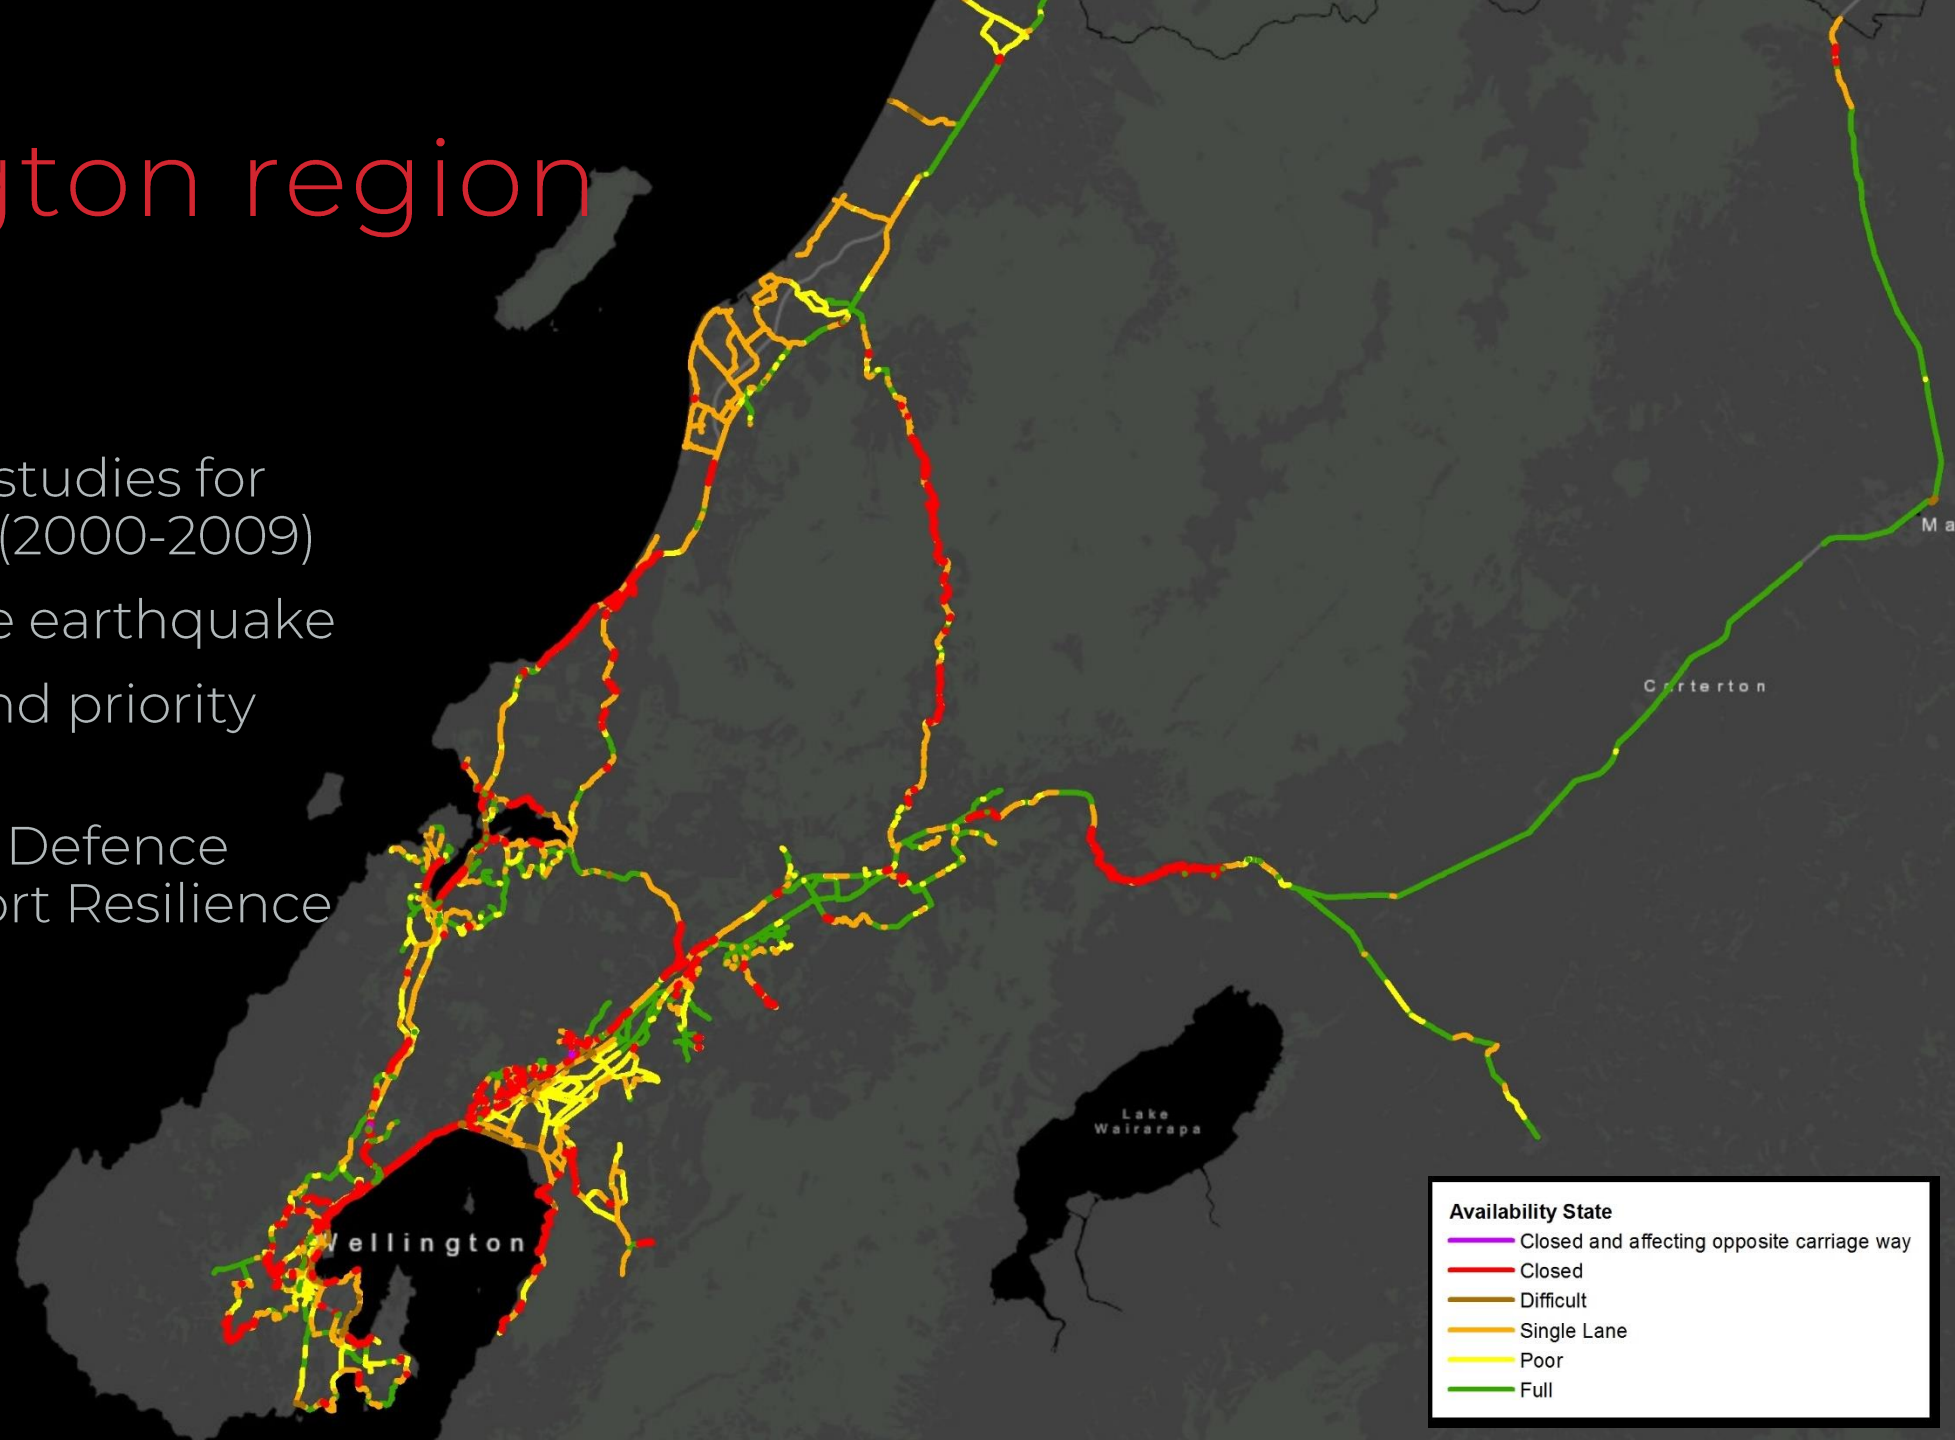 gton region
studies for
(2000-2009)
e earthquake
nd priority
Defence
ort Resilience
Ma
Carterton
Lake
Wairarapa
Wellington
Availability State
Closed and affecting opposite carriage way
Closed
Difficult
Single Lane
Poor
Full